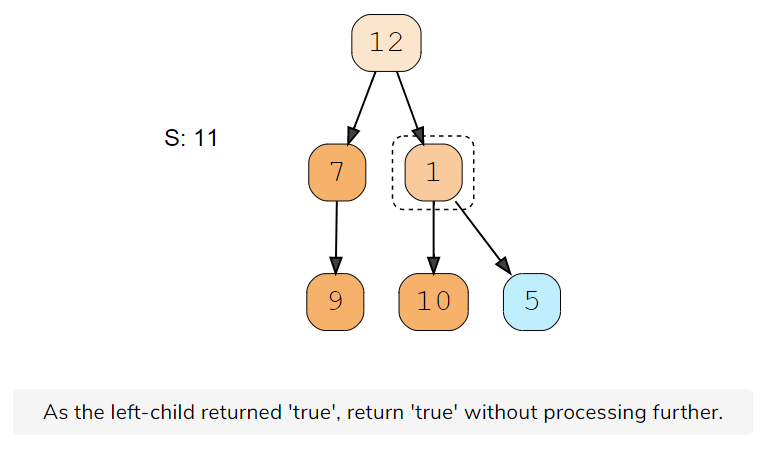 12
S: 11
7 1
9 10 5
As the left-child returned 'true', return 'true' without processing further.